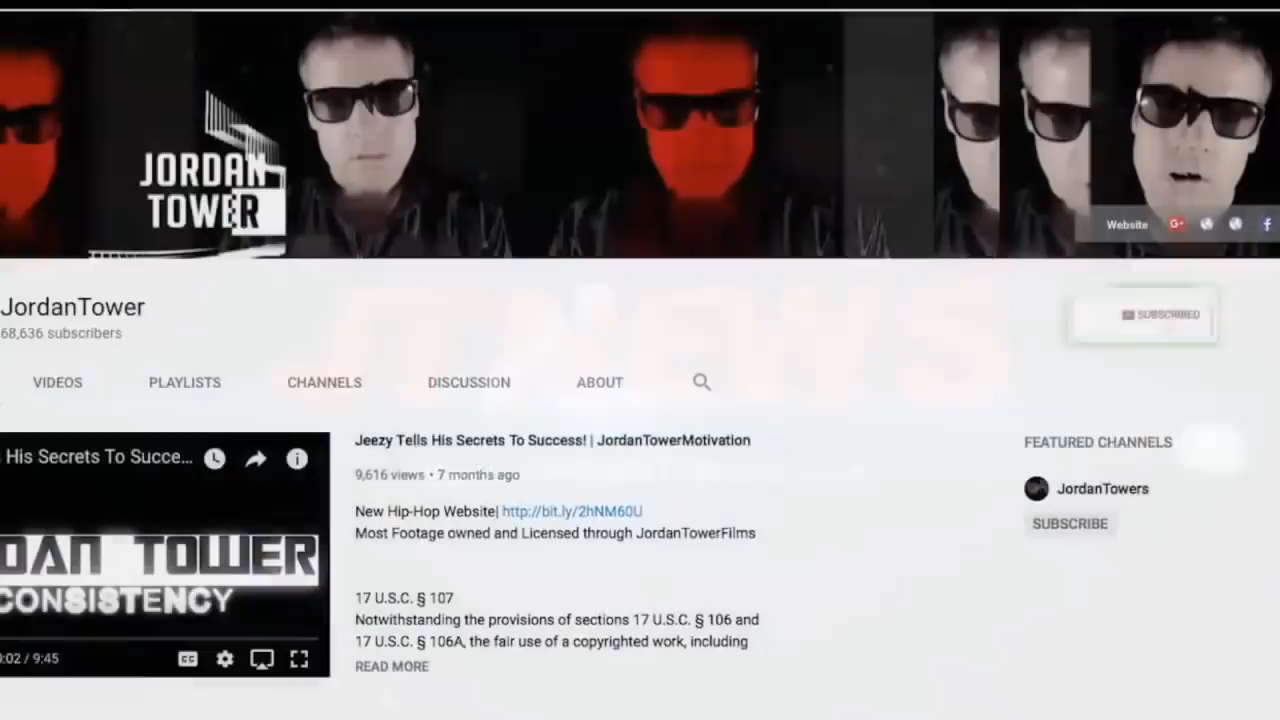 JORDAN
TOWER
Website
JordanTower
68,636 subscribers
SUBSCRIBED
VIDEOS PLAYLISTS CHANNELS DISCUSSION ABOUT
His Secrets To Succe...
DAN TOWER
CONSISTENCY
0:02 / 9:45
CC
Jeezy Tells His Secrets To Success! | JordanTowerMotivation
9,616 views • 7 months ago
New Hip-Hop Website| http://bit.ly/2hNM60U
Most Footage owned and Licensed through JordanTowerFilms
17 U.S.C. § 107
Notwithstanding the provisions of sections 17 U.S.C. § 106 and
17 U.S.C. § 106A, the fair use of a copyrighted work, including
READ MORE
FEATURED CHANNELS
JordanTowers
SUBSCRIBE